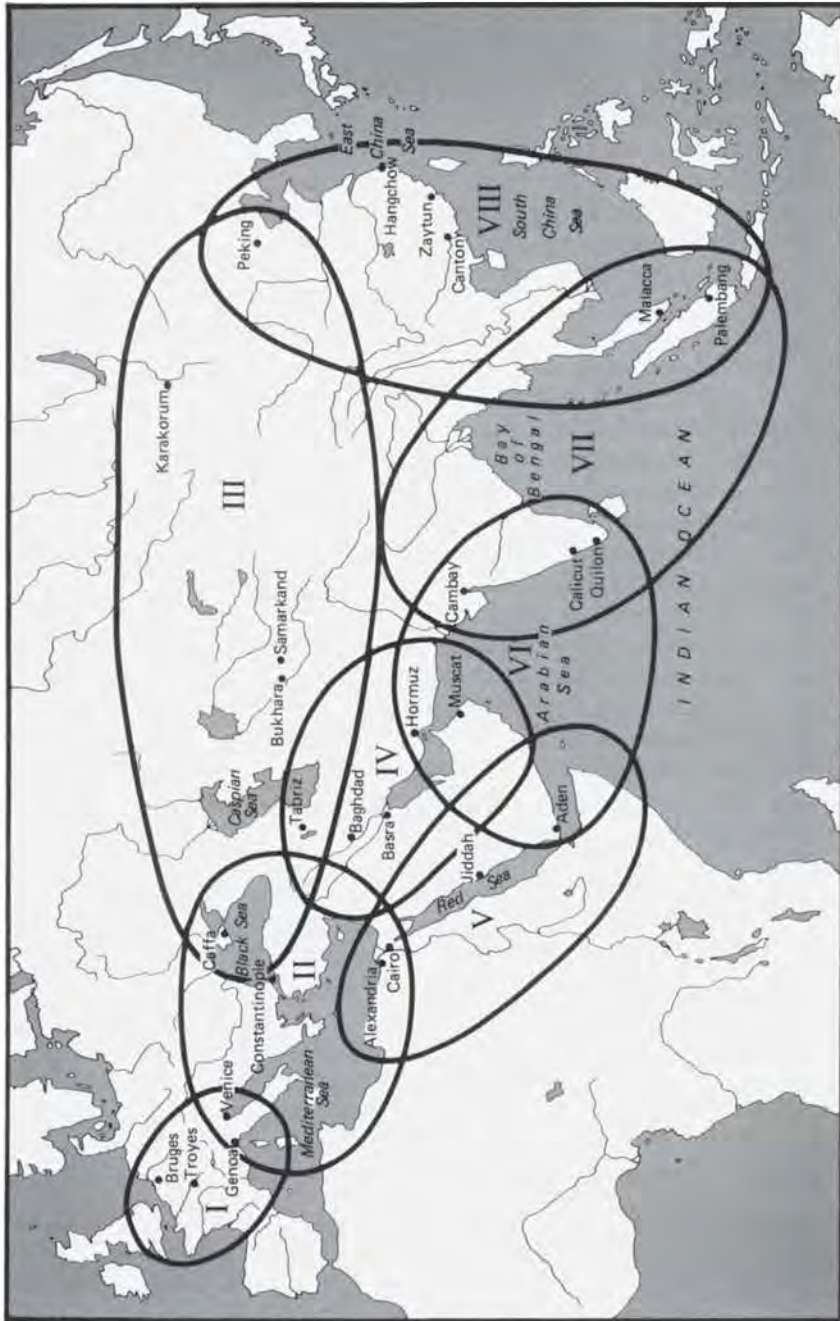 Bruges
Troyes
I
Genoa
Venice
Mediterranean
Sea
Caffa
Black Sea
Constantinople
II
Alexandria
Cairo
Caspian
Sea
Tabriz
Baghdad
Basra
IV
Hormuz
Muscat
Jiddah
Red
Sea
V
Aden
Bukhara
Samarkand
III
Karakorum
Peking
East
China
Sea
Hangchow
Zaytun
Canton
VIII
South
China
Sea
Malacca
Palembang
Bay
of
Bengal
VII
Cambay
Calicut
Quilon
VI
Arabian
Sea
INDIAN OCEAN